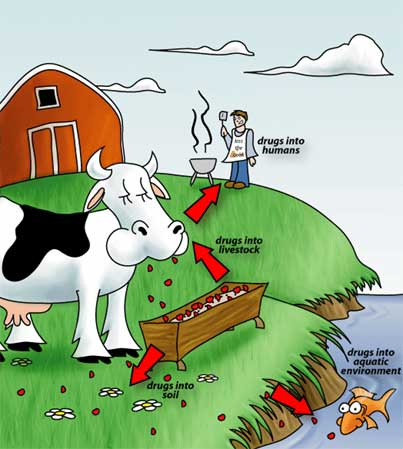 drugs into
humans
drugs into
livestock
drugs into
aquatic
environment
drugs into
soil